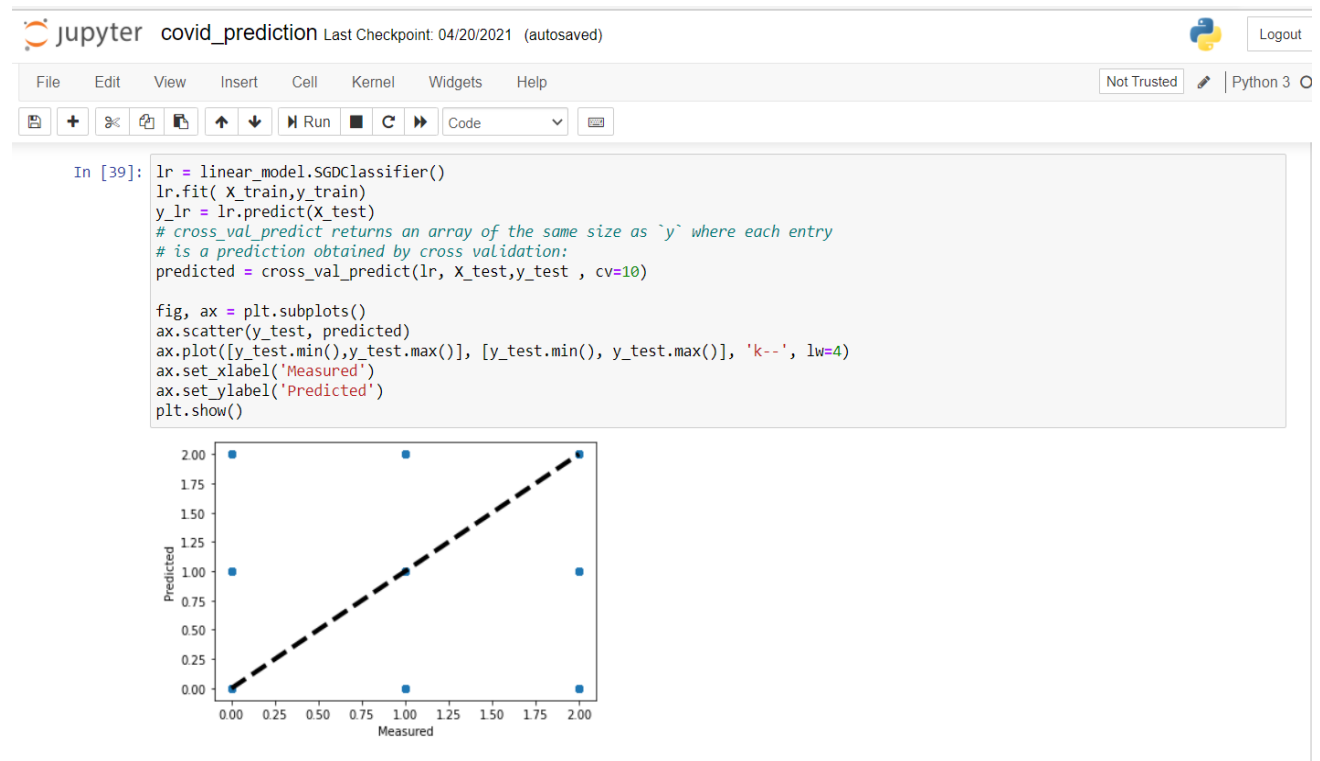 jupyter covid_prediction Last Checkpoint: 04/20/2021 (autosaved) Logout
File Edit View Insert Cell Kernel Widgets Help Not Trusted Python 3
Run Code
In [39]: lr = linear_model.SGDClassifier()
lr.fit( X_train,y_train)
y_lr = lr.predict(X_test)
# cross_val_predict returns an array of the same size as `y` where each entry
# is a prediction obtained by cross validation:
predicted = cross_val_predict(lr, X_test,y_test , cv=10)
fig, ax = plt.subplots()
ax.scatter(y_test, predicted)
ax.plot([y_test.min(),y_test.max()], [y_test.min(), y_test.max()], 'k--', lw=4)
ax.set_xlabel('Measured')
ax.set_ylabel('Predicted')
plt.show()
2.00
1.75
1.50
1.25
1.00
0.75
0.50
0.25
0.00
Predicted
0.00 0.25 0.50 0.75 1.00 1.25 1.50 1.75 2.00
Measured